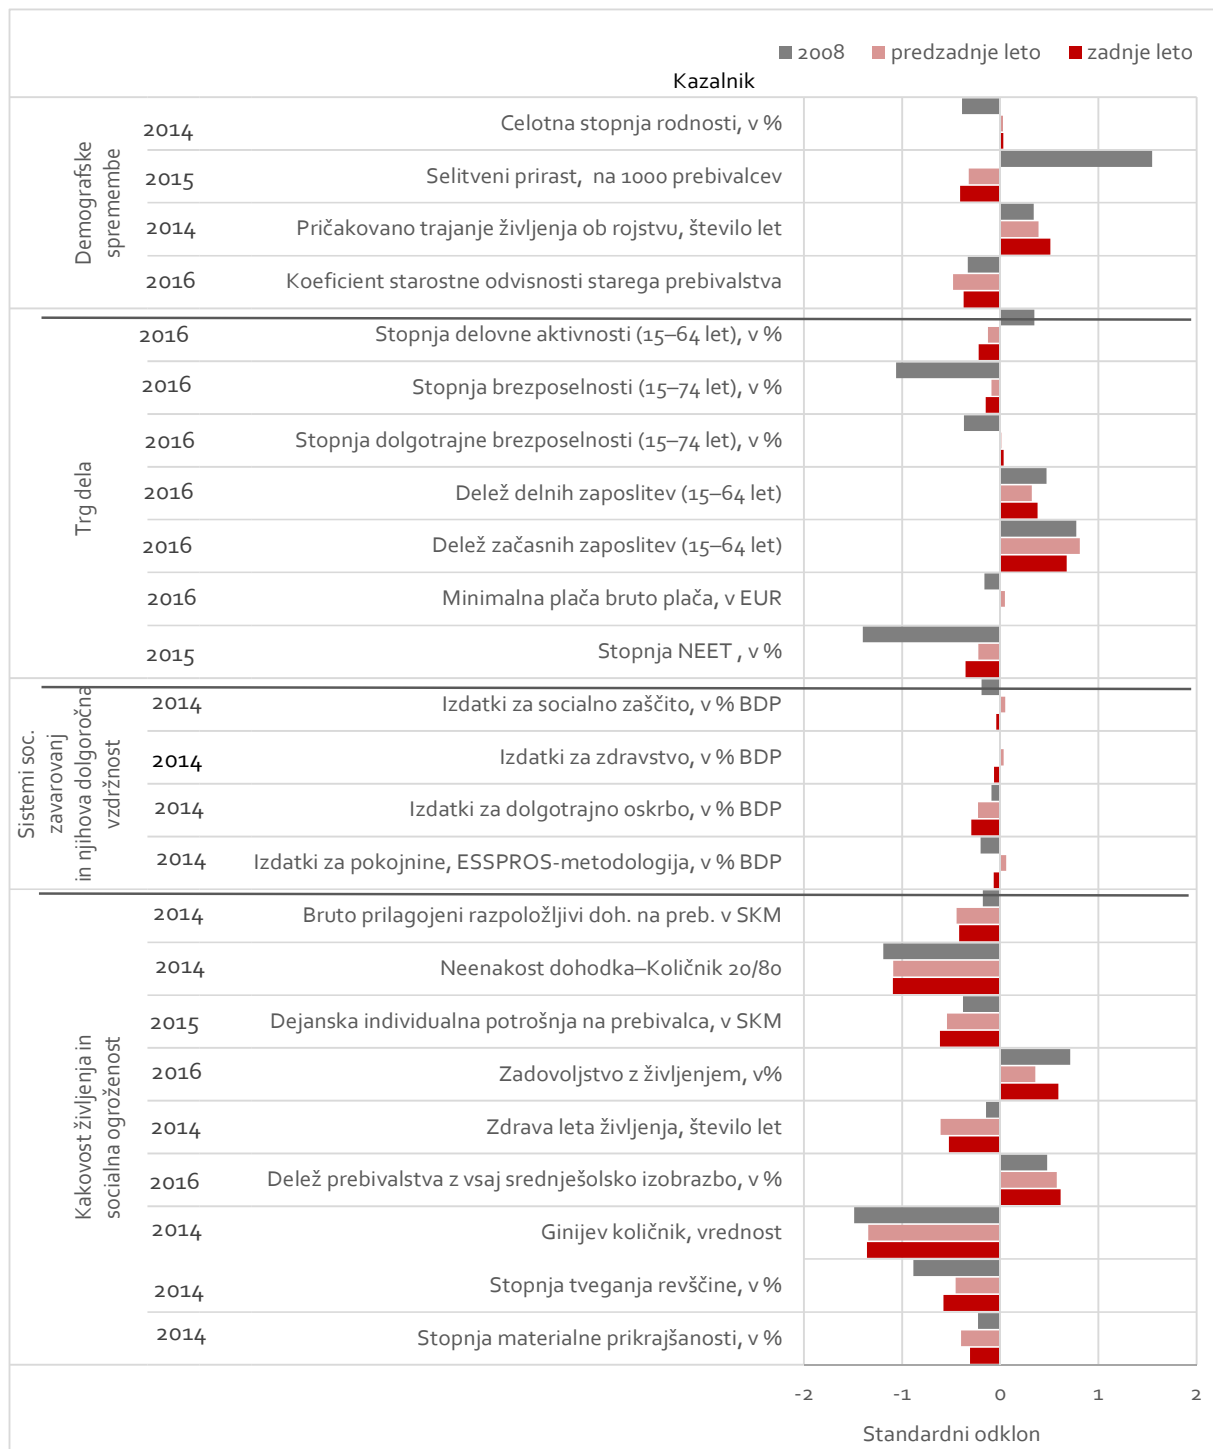 2008 predzadnje leto zadnje leto
Kazalnik
Demografske
spremembe
2014 Celotna stopnja rodnosti, v %
2015 Selitveni prirast, na 1000 prebivalcev
2014 Pričakovano trajanje življenja ob rojstvu, število let
2016 Koeficient starostne odvisnosti starega prebivalstva
Trg dela
2016 Stopnja delovne aktivnosti (15–64 let), v %
2016 Stopnja brezposelnosti (15–74 let), v %
2016 Stopnja dolgotrajne brezposelnosti (15–74 let), v %
2016 Delež delnih zaposlitev (15–64 let)
2016 Delež začasnih zaposlitev (15–64 let)
2016 Minimalna plača bruto plača, v EUR
2015 Stopnja NEET , v %
Sistemi soc.
zavarovanj
in njihova dolgoročna
vzdržnost
2014 Izdatki za socialno zaščito, v % BDP
2014 Izdatki za zdravstvo, v % BDP
2014 Izdatki za dolgotrajno oskrbo, v % BDP
2014 Izdatki za pokojnine, ESSPROS-metodologija, v % BDP
Kakovost življenja in
socialna ogroženost
2014 Bruto prilagojeni razpoložljivi doh. na preb. v SKM
2014 Neenakost dohodka–Količnik 20/80
2015 Dejanska individualna potrošnja na prebivalca, v SKM
2016 Zadovoljstvo z življenjem, v%
2014 Zdrava leta življenja, število let
2016 Delež prebivalstva z vsaj srednješolsko izobrazbo, v %
2014 Ginijev količnik, vrednost
2014 Stopnja tveganja revščine, v %
2014 Stopnja materialne prikrajšanosti, v %
-2 -1 0 1 2
Standardni odklon